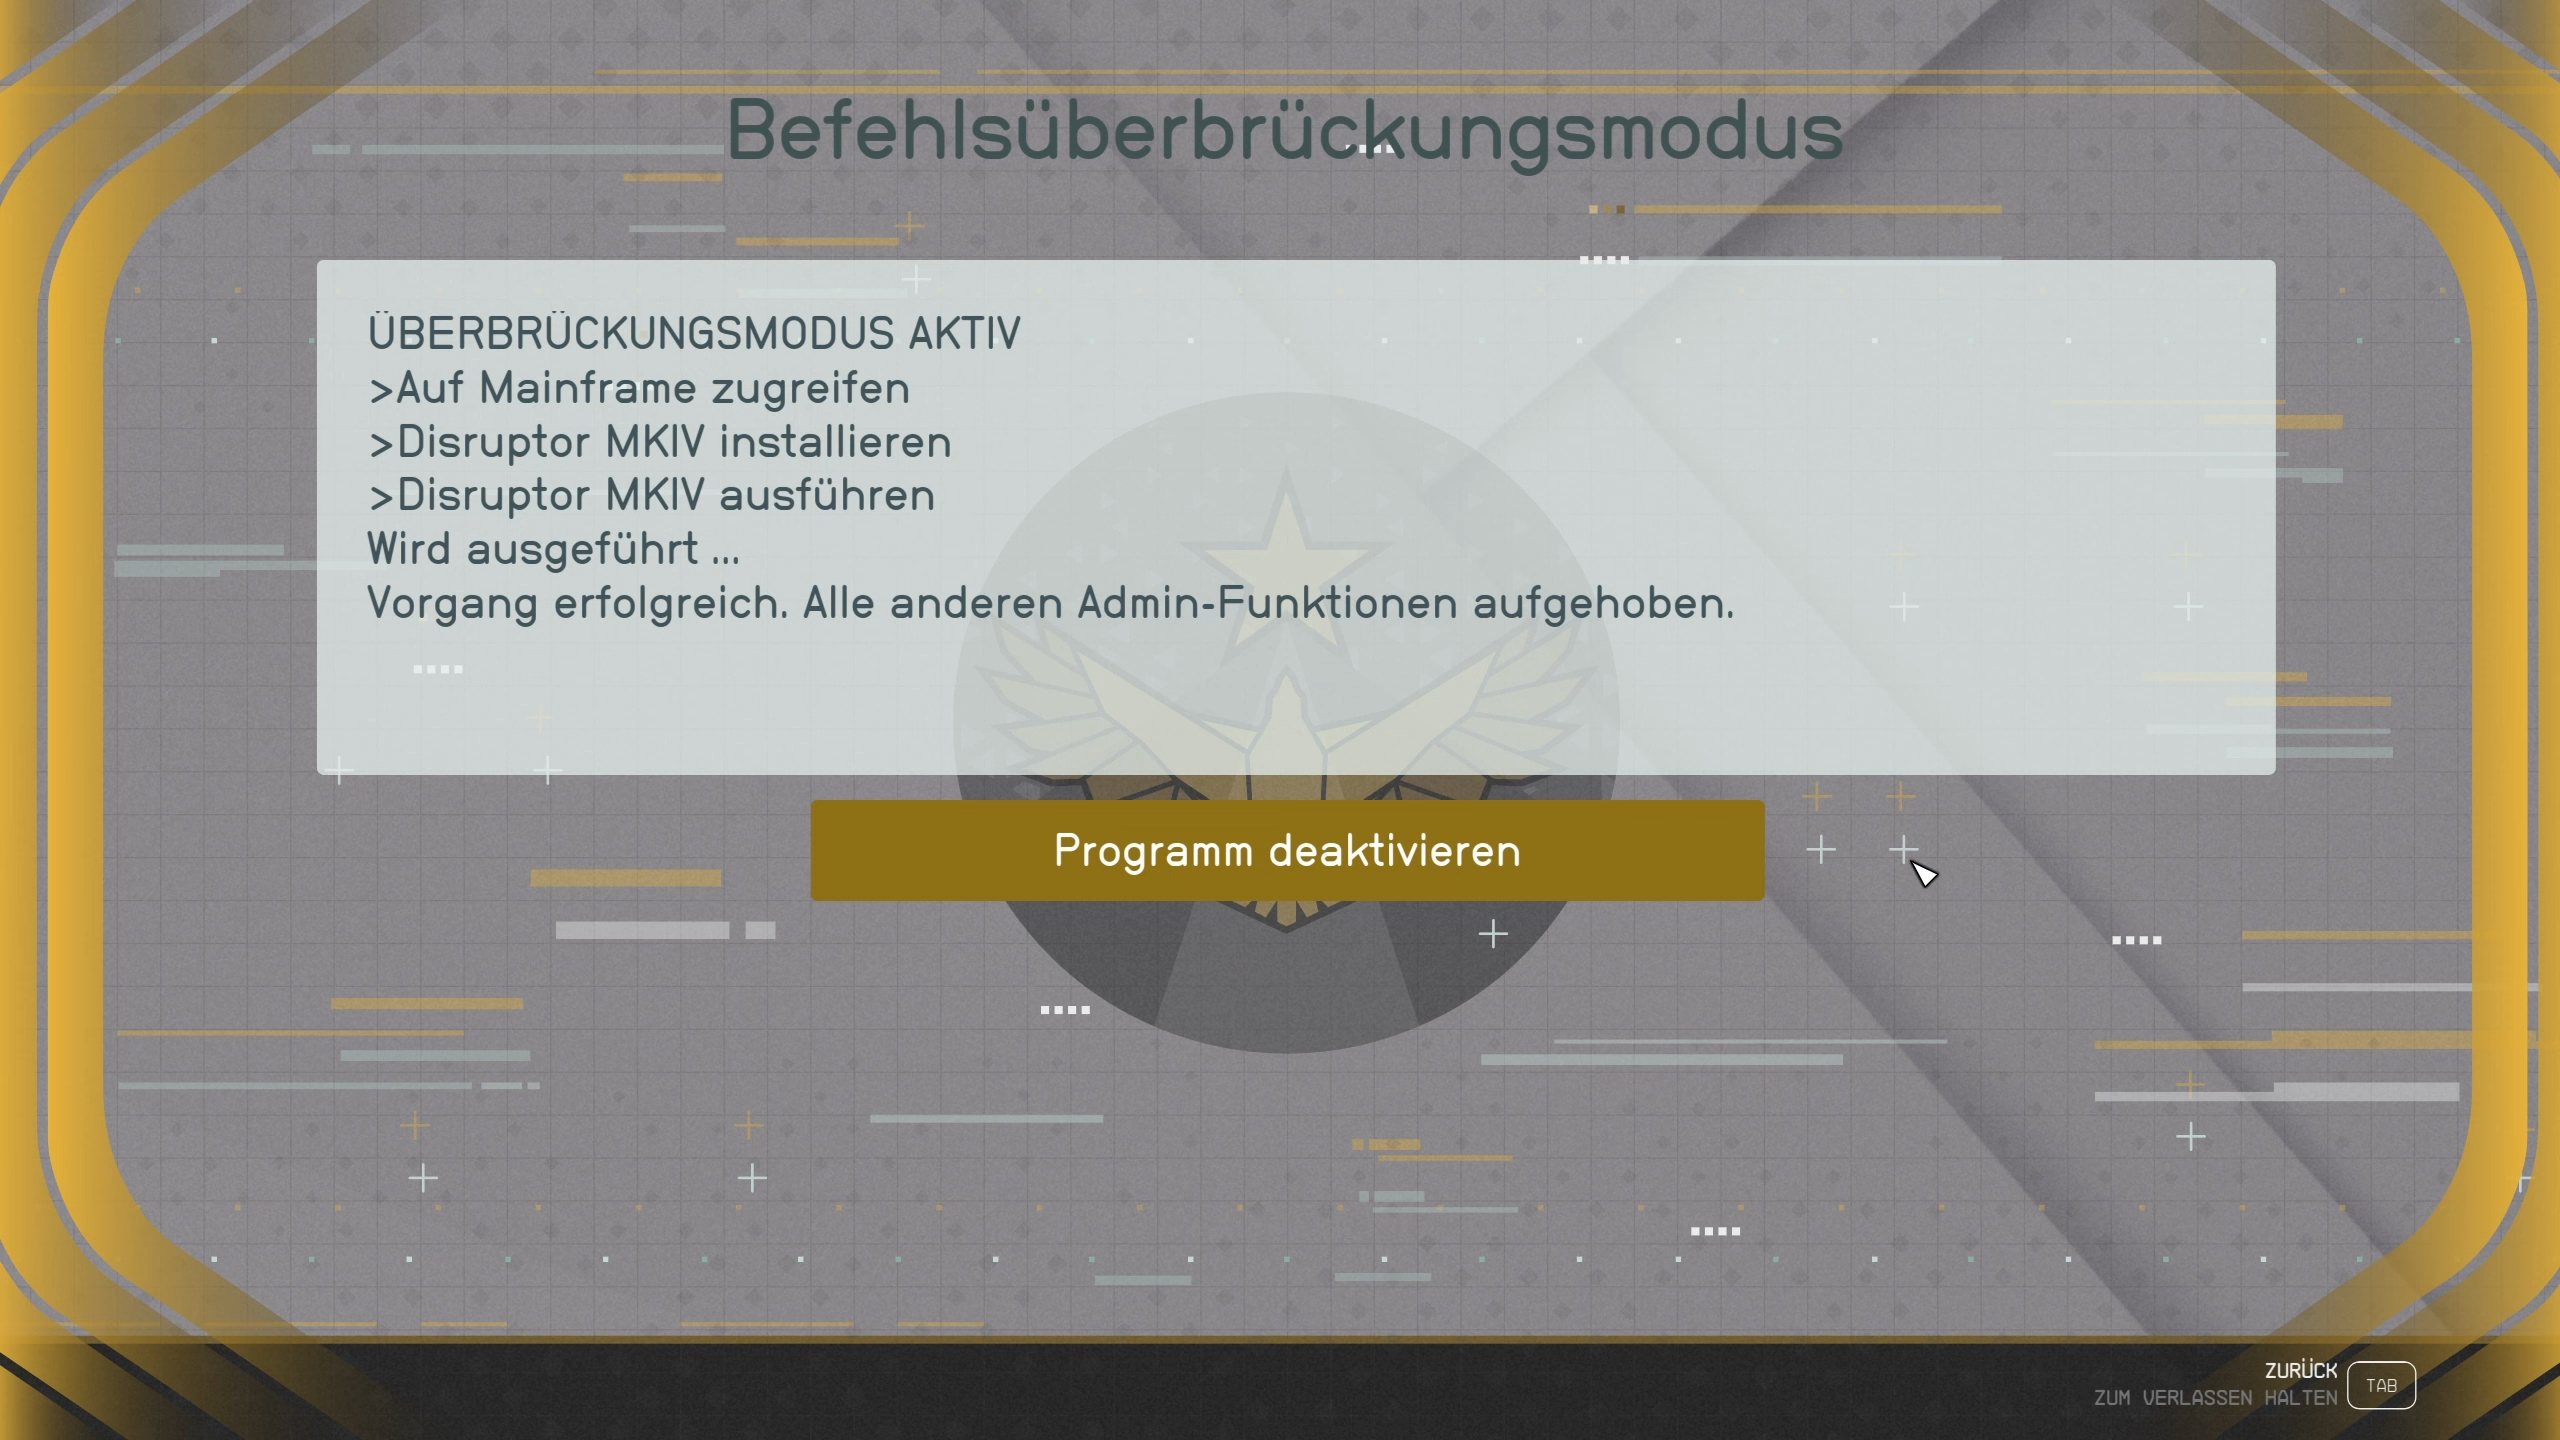 Befehlsüberbrückungsmodus
ÜBERBRÜCKUNGSMODUS AKTIV
>Auf Mainframe zugreifen
>Disruptor MKIV installieren
>Disruptor MKIV ausführen
Wird ausgeführt ...
Vorgang erfolgreich. Alle anderen Admin-Funktionen aufgehoben.
Programm deaktivieren
ZURÜCK
ZUM VERLASSEN HALTEN
TAB